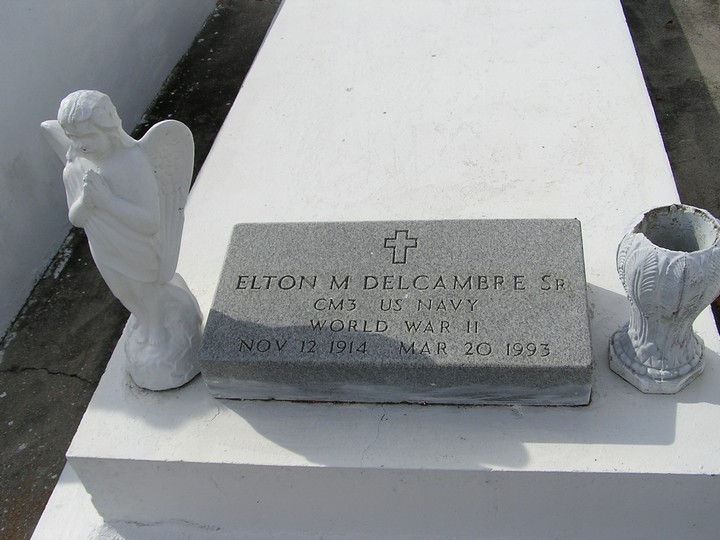 ELTON M DELCAMBRE SR
CM3 US NAVY
WORLD WAR II
NOV 12 1914 MAR 20 1993